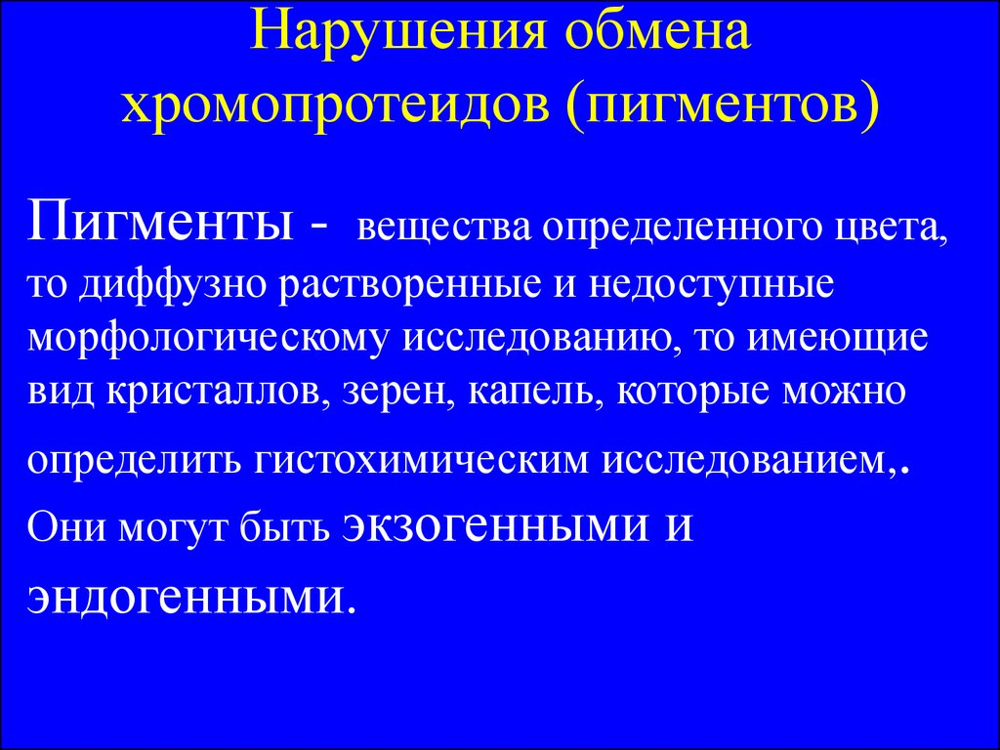 Нарушения обмена
хромопротеидов (пигментов)
Пигменты - вещества определенного цвета,
то диффузно растворенные и недоступные
морфологическому исследованию, то имеющие
вид кристаллов, зерен, капель, которые можно
определить гистохимическим исследованием,.
Они могут быть экзогенными и
эндогенными.